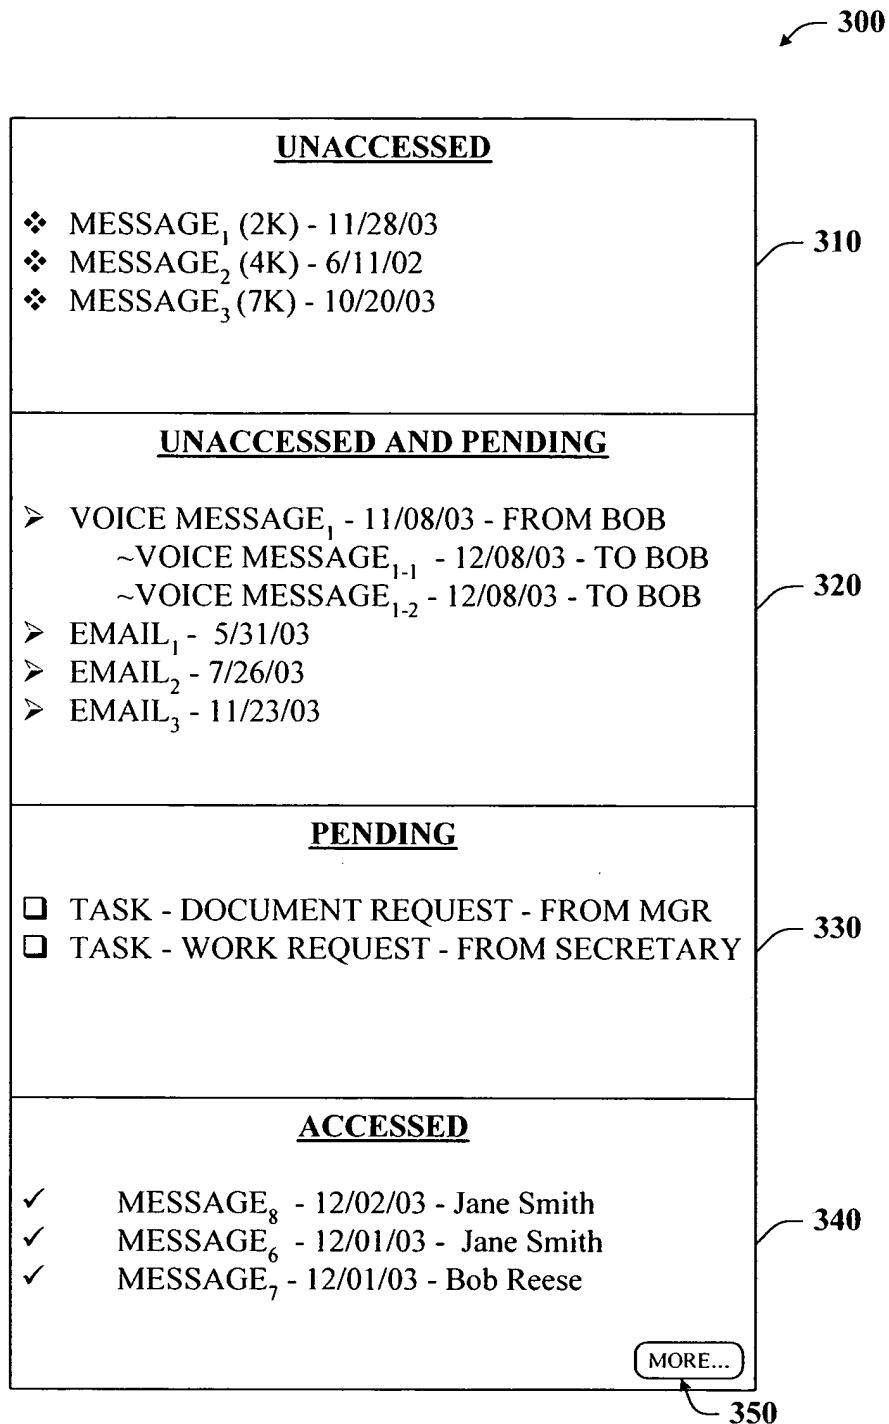 300
UNACCESSED
❖ MESSAGE₁ (2K) - 11/28/03
❖ MESSAGE₂ (4K) - 6/11/02
❖ MESSAGE₃ (7K) - 10/20/03
310
UNACCESSED AND PENDING
➢ VOICE MESSAGE₁ - 11/08/03 - FROM BOB
~VOICE MESSAGE₁₋₁ - 12/08/03 - TO BOB
~VOICE MESSAGE₁₋₂ - 12/08/03 - TO BOB
320
➢ EMAIL₁ - 5/31/03
➢ EMAIL₂ - 7/26/03
➢ EMAIL₃ - 11/23/03
PENDING
❑ TASK - DOCUMENT REQUEST - FROM MGR
❑ TASK - WORK REQUEST - FROM SECRETARY
330
ACCESSED
✓ MESSAGE₈ - 12/02/03 - Jane Smith
✓ MESSAGE₆ - 12/01/03 - Jane Smith
✓ MESSAGE₇ - 12/01/03 - Bob Reese
340
MORE...
350